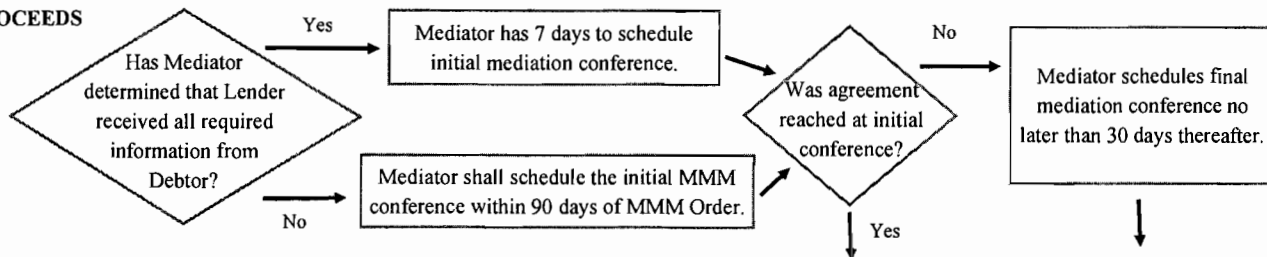 OCEEDS
Has Mediator
determined that Lender
received all required
information from
Debtor?
Yes
Mediator has 7 days to schedule
initial mediation conference.
No
Mediator shall schedule the initial MMM
conference within 90 days of MMM Order.
Was agreement
reached at initial
conference?
No
Mediator schedules final
mediation conference no
later than 30 days thereafter.
Yes